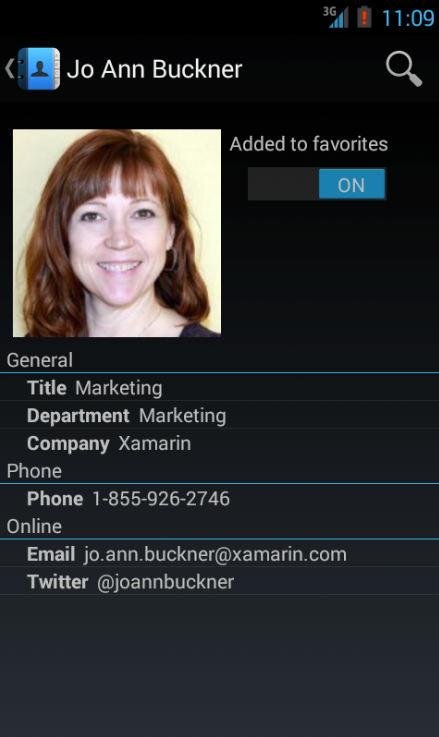 3G 11:09
Jo Ann Buckner
Added to favorites
ON
General
Title Marketing
Department Marketing
Company Xamarin
Phone
Phone 1-855-926-2746
Online
Email jo.ann.buckner@xamarin.com
Twitter @joannbuckner